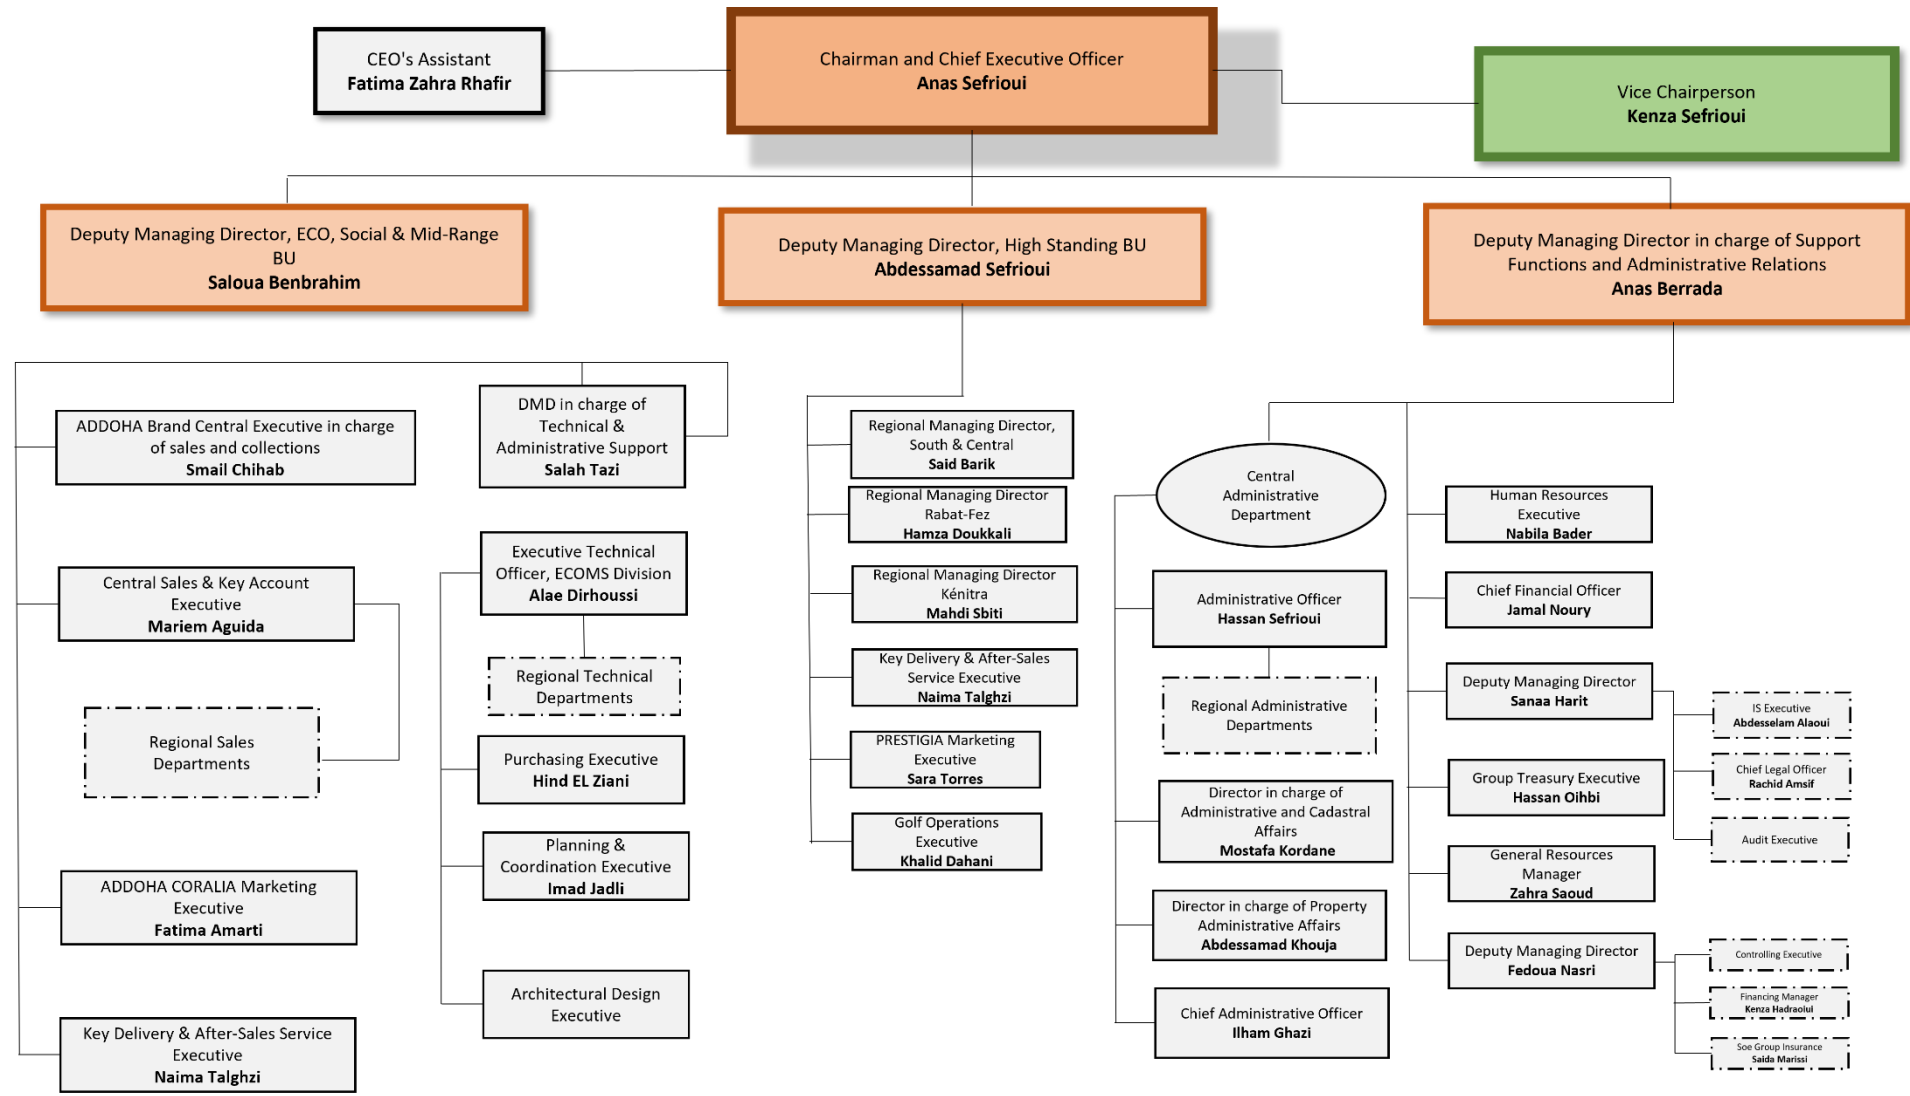 CEO's Assistant
Fatima Zahra Rhafir
Chairman and Chief Executive Officer
Anas Sefrioui
Vice Chairperson
Kenza Sefrioui
Deputy Managing Director, ECO, Social & Mid-Range
BU
Saloua Benbrahim
Deputy Managing Director, High Standing BU
Abdessamad Sefrioui
Deputy Managing Director in charge of Support
Functions and Administrative Relations
Anas Berrada
ADDOHA Brand Central Executive in charge
of sales and collections
Smail Chihab
Central Sales & Key Account
Executive
Mariem Aguida
Regional Sales
Departments
ADDOHA CORALIA Marketing
Executive
Fatima Amarti
Key Delivery & After-Sales Service
Executive
Naima Talghzi
DMD in charge of
Technical &
Administrative Support
Salah Tazi
Executive Technical
Officer, ECOMS Division
Alae Dirhoussi
Regional Technical
Departments
Purchasing Executive
Hind EL Ziani
Planning &
Coordination Executive
Imad Jadli
Architectural Design
Executive
Regional Managing Director,
South & Central
Said Barik
Regional Managing Director
Rabat-Fez
Hamza Doukkali
Regional Managing Director
Kénitra
Mahdi Sbiti
Key Delivery & After-Sales
Service Executive
Naima Talghzi
PRESTIGIA Marketing
Executive
Sara Torres
Golf Operations
Executive
Khalid Dahani
Central
Administrative
Department
Administrative Officer
Hassan Sefrioui
Regional Administrative
Departments
Director in charge of
Administrative and Cadastral
Affairs
Mostafa Kordane
Director in charge of Property
Administrative Affairs
Abdessamad Khouja
Chief Administrative Officer
Ilham Ghazi
Human Resources
Executive
Nabila Bader
Chief Financial Officer
Jamal Noury
Deputy Managing Director
Sanaa Harit
Group Treasury Executive
Hassan Oihbi
General Resources
Manager
Zahra Saoud
Deputy Managing Director
Fedoua Nasri
IS Executive
Abdesselam Alaoui
Chief Legal Officer
Rachid Amsif
Audit Executive
Controlling Executive
Financing Manager
Kenza Hadraoiui
Soe Group Insurance
Saida Marissi